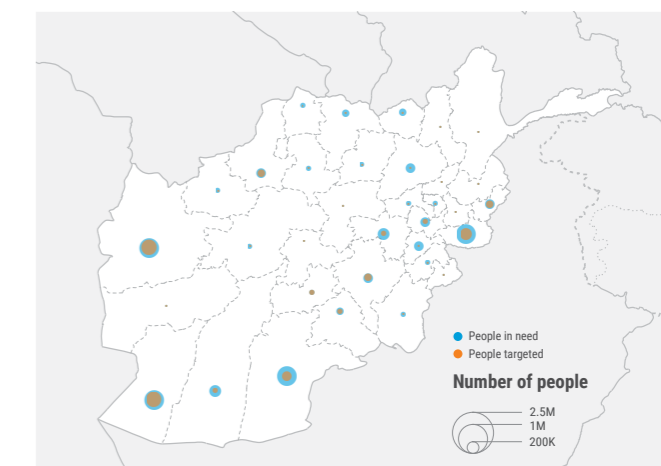 People in need
People targeted
Number of people
2.5M
1M
200K